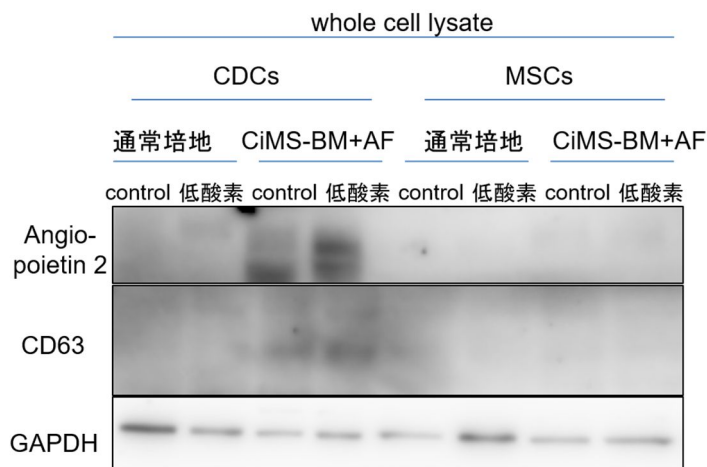 whole cell lysate
CDCs MSCs
通常培地 CiMS-BM+AF 通常培地 CiMS-BM+AF
control 低酸素 control 低酸素 control 低酸素 control 低酸素
Angio-
poietin 2
CD63
GAPDH